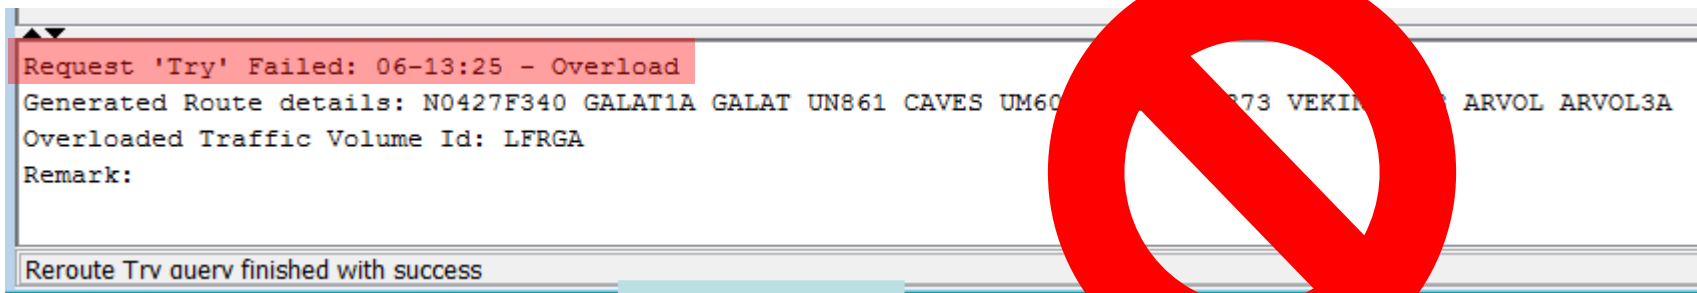 Request 'Try' Failed: 06-13:25 - Overload
Generated Route details: N0427F340 GALAT1A GALAT UN861 CAVES ARVOL ARVOL3A
Overloaded Traffic Volume Id: LFRGA
Remark:
Reroute Try query finished with success